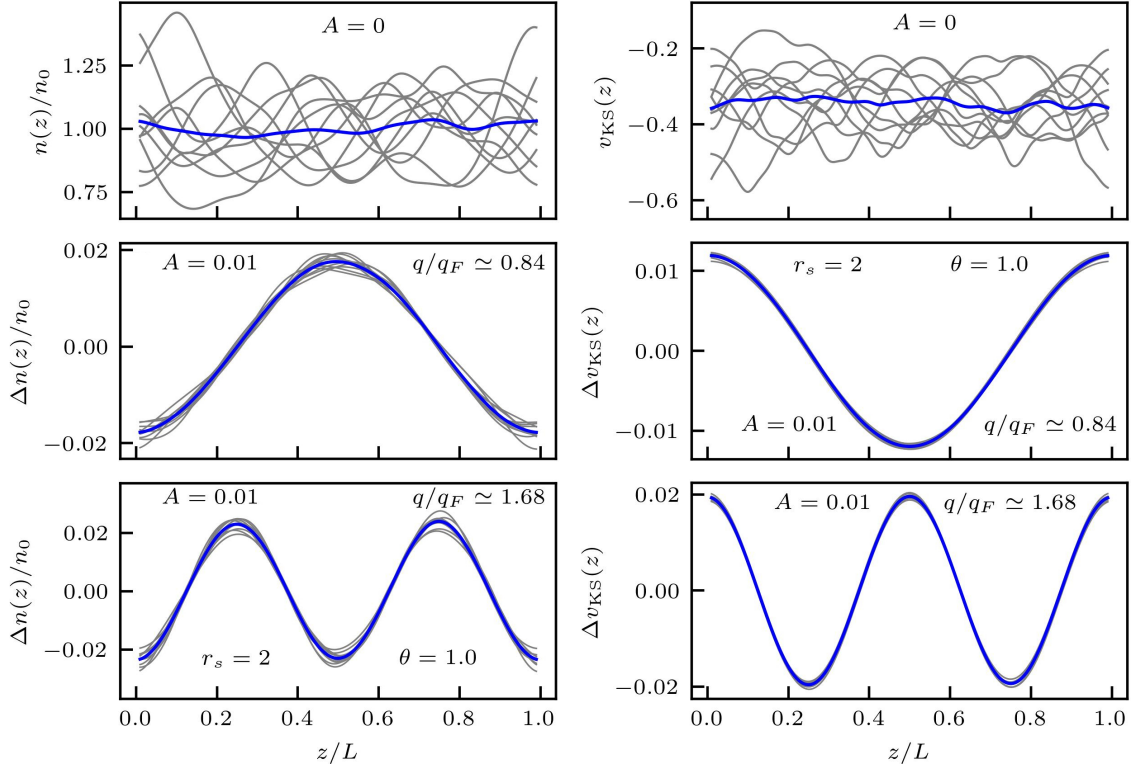 A = 0
1.25
1.00
0.75
n(z)/n₀
A = 0
−0.2
−0.4
−0.6
v_KS(z)
A = 0.01 q/q_F ≃ 0.84
0.02
0.00
−0.02
Δn(z)/n₀
r_s = 2 θ = 1.0
0.01
0.00
−0.01
Δv_KS(z)
A = 0.01 q/q_F ≃ 0.84
A = 0.01 q/q_F ≃ 1.68
0.02
0.00
−0.02
Δn(z)/n₀
r_s = 2 θ = 1.0
0.0 0.2 0.4 0.6 0.8 1.0
z/L
A = 0.01 q/q_F ≃ 1.68
0.02
0.00
−0.02
Δv_KS(z)
0.0 0.2 0.4 0.6 0.8 1.0
z/L